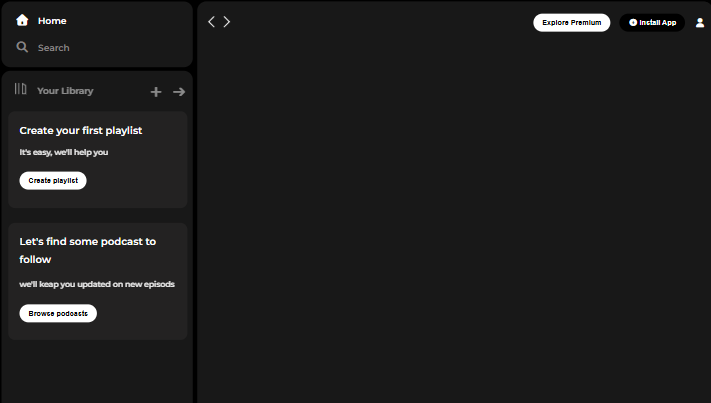 Home
Search
Your Library
Create your first playlist
It's easy, we'll help you
Create playlist
Let's find some podcast to
follow
we'll keap you updated on new episods
Browse podcasts
Explore Premium
Install App